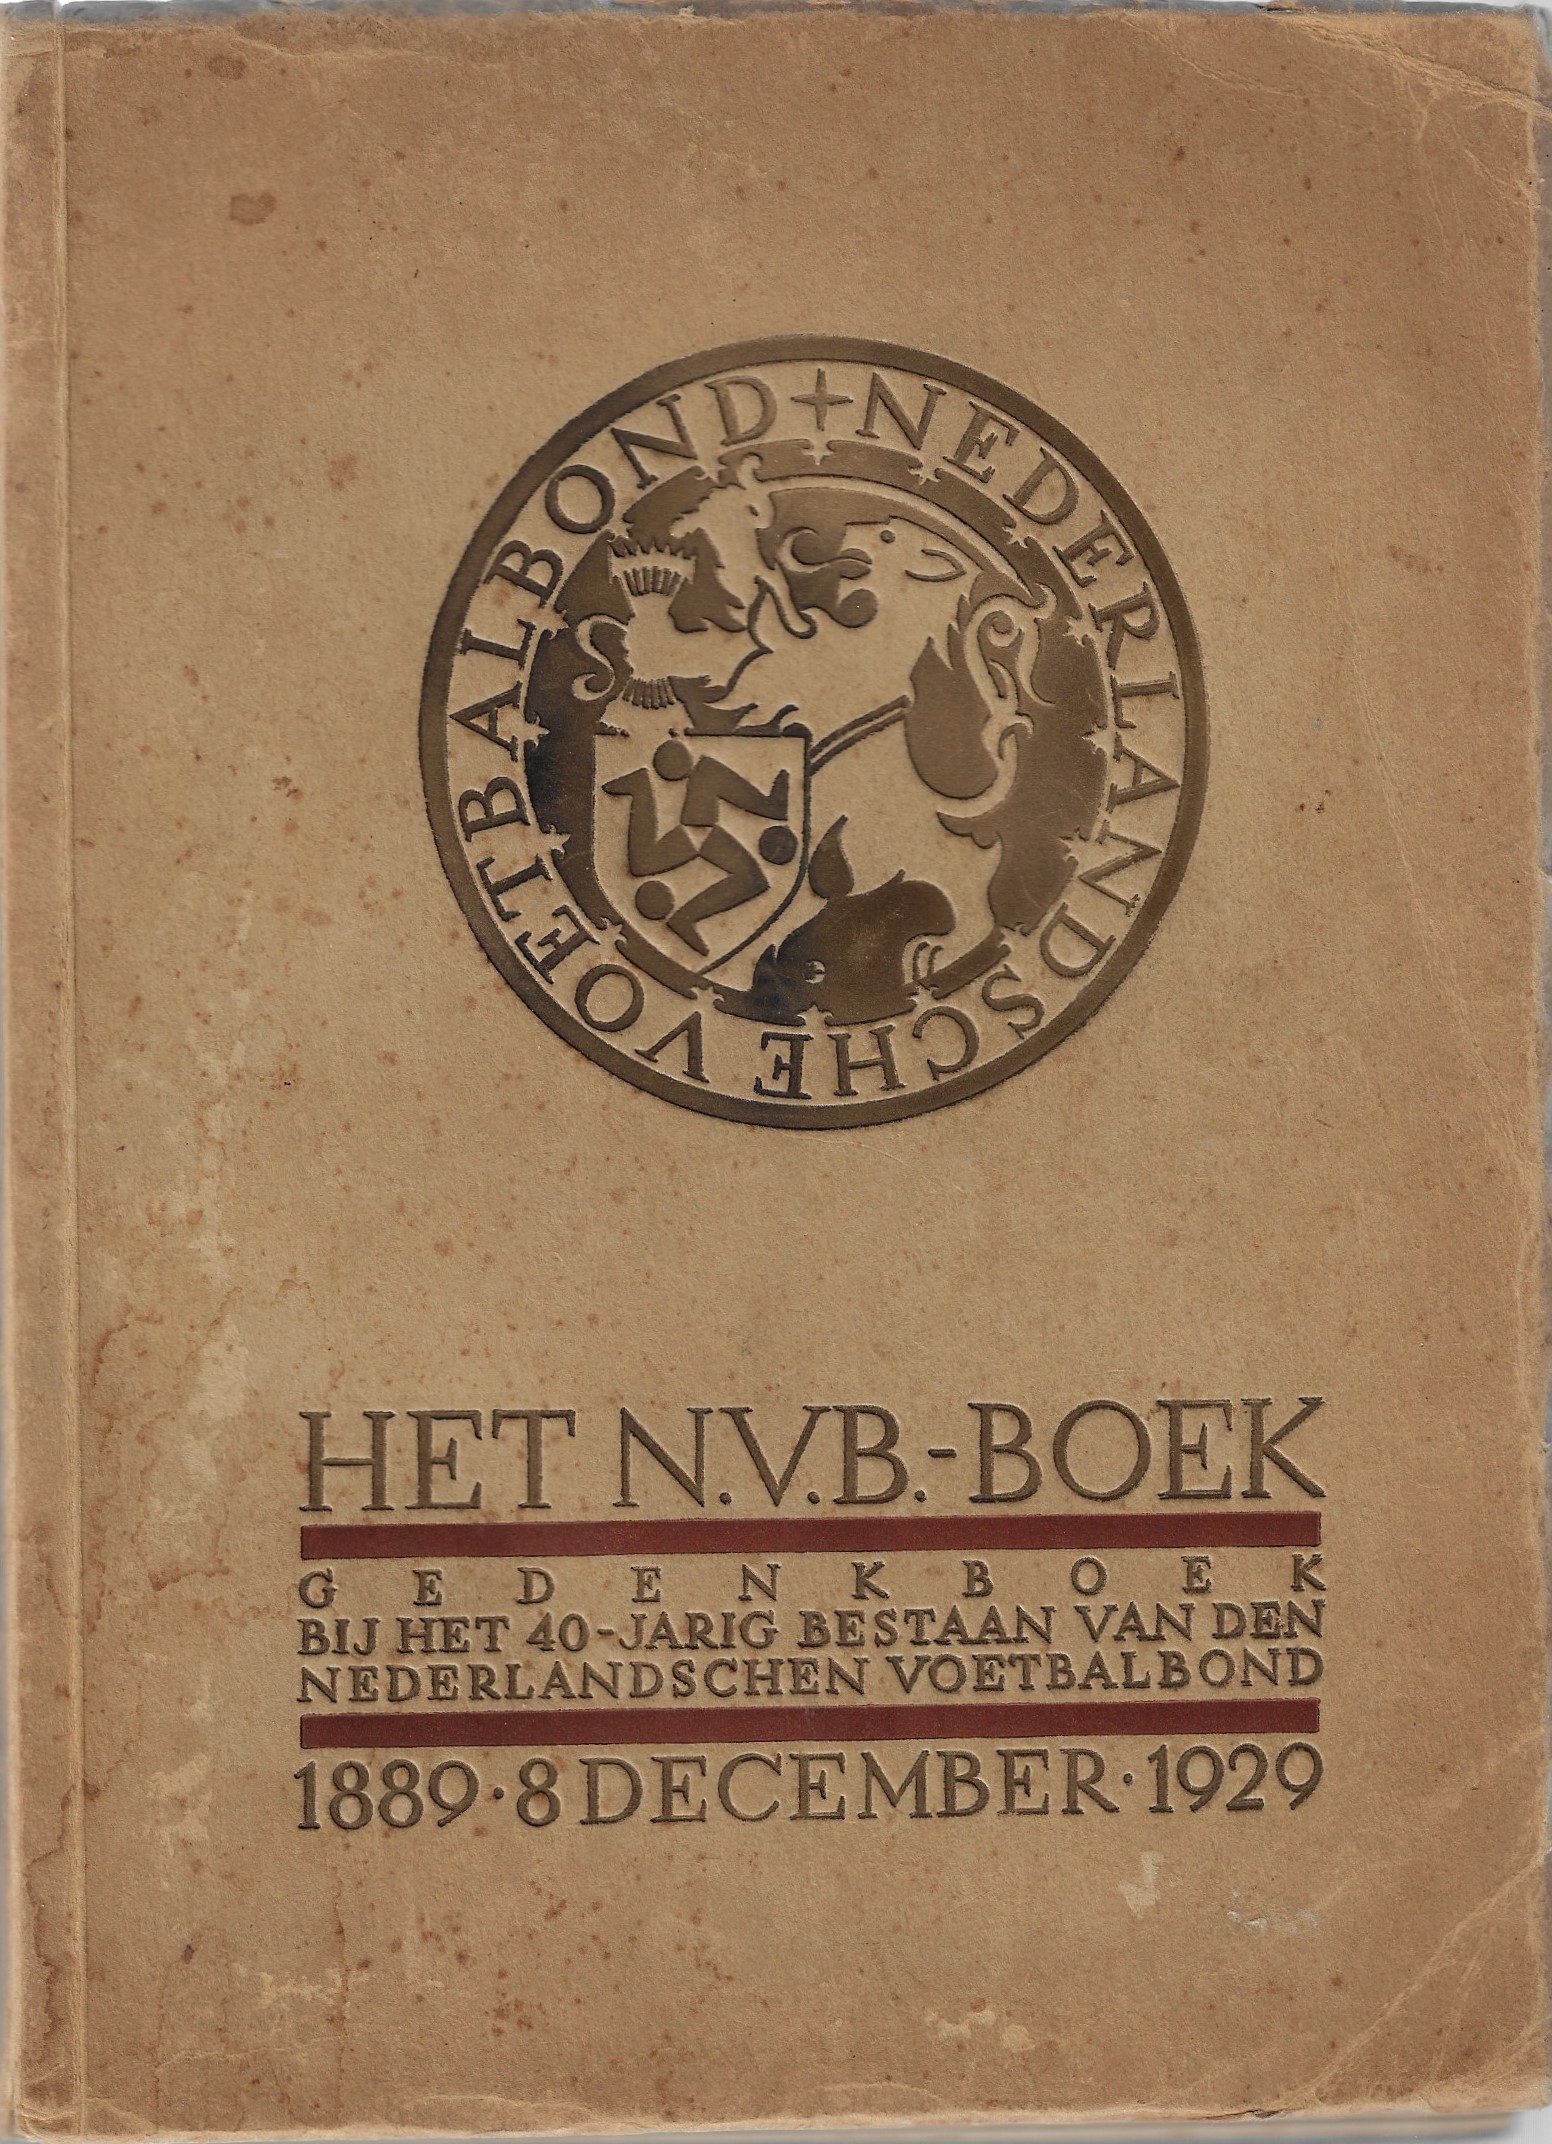 NEDERLANDSCHE VOETBALBOND
HET N.V.B.-BOEK
GEDENKBOEK
BIJ HET 40-JARIG BESTAAN VAN DEN
NEDERLANDSCHEN VOETBALBOND
1889·8 DECEMBER·1929